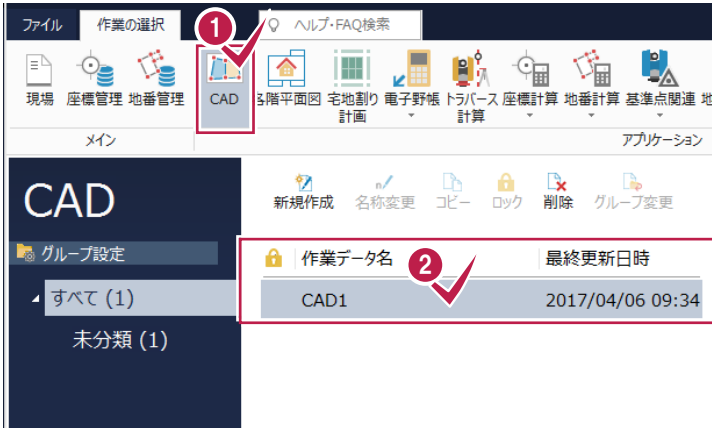 ファイル 作業の選択 ヘルプ・FAQ検索
1
現場 座標管理 地番管理 CAD 各階平面図 宅地割り 電子野帳 トラバース 座標計算 地番計算 基準点関連 地
計画 計算
メイン アプリケーション
CAD
新規作成 名称変更 コピー ロック 削除 グループ変更
グループ設定
作業データ名 最終更新日時
2
すべて (1)
CAD1 2017/04/06 09:34
未分類 (1)